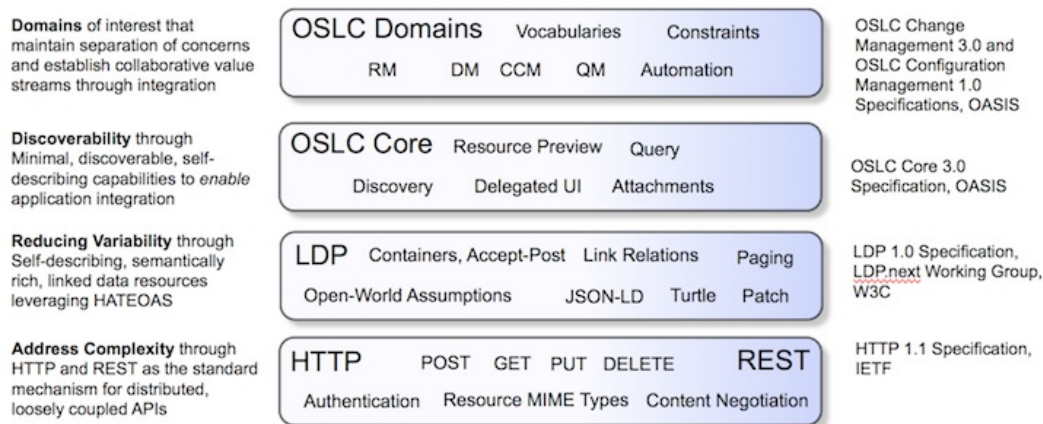 Domains of interest that
maintain separation of concerns
and establish collaborative value
streams through integration
OSLC Domains Vocabularies Constraints
RM DM CCM QM Automation
OSLC Change
Management 3.0 and
OSLC Configuration
Management 1.0
Specifications, OASIS
Discoverability through
Minimal, discoverable, self-
describing capabilities to enable
application integration
OSLC Core Resource Preview Query
Discovery Delegated UI Attachments
OSLC Core 3.0
Specification, OASIS
Reducing Variability through
Self-describing, semantically
rich, linked data resources
leveraging HATEOAS
LDP Containers, Accept-Post Link Relations Paging
Open-World Assumptions JSON-LD Turtle Patch
LDP 1.0 Specification,
LDP.next Working Group,
W3C
Address Complexity through
HTTP and REST as the standard
mechanism for distributed,
loosely coupled APIs
HTTP POST GET PUT DELETE REST
Authentication Resource MIME Types Content Negotiation
HTTP 1.1 Specification,
IETF